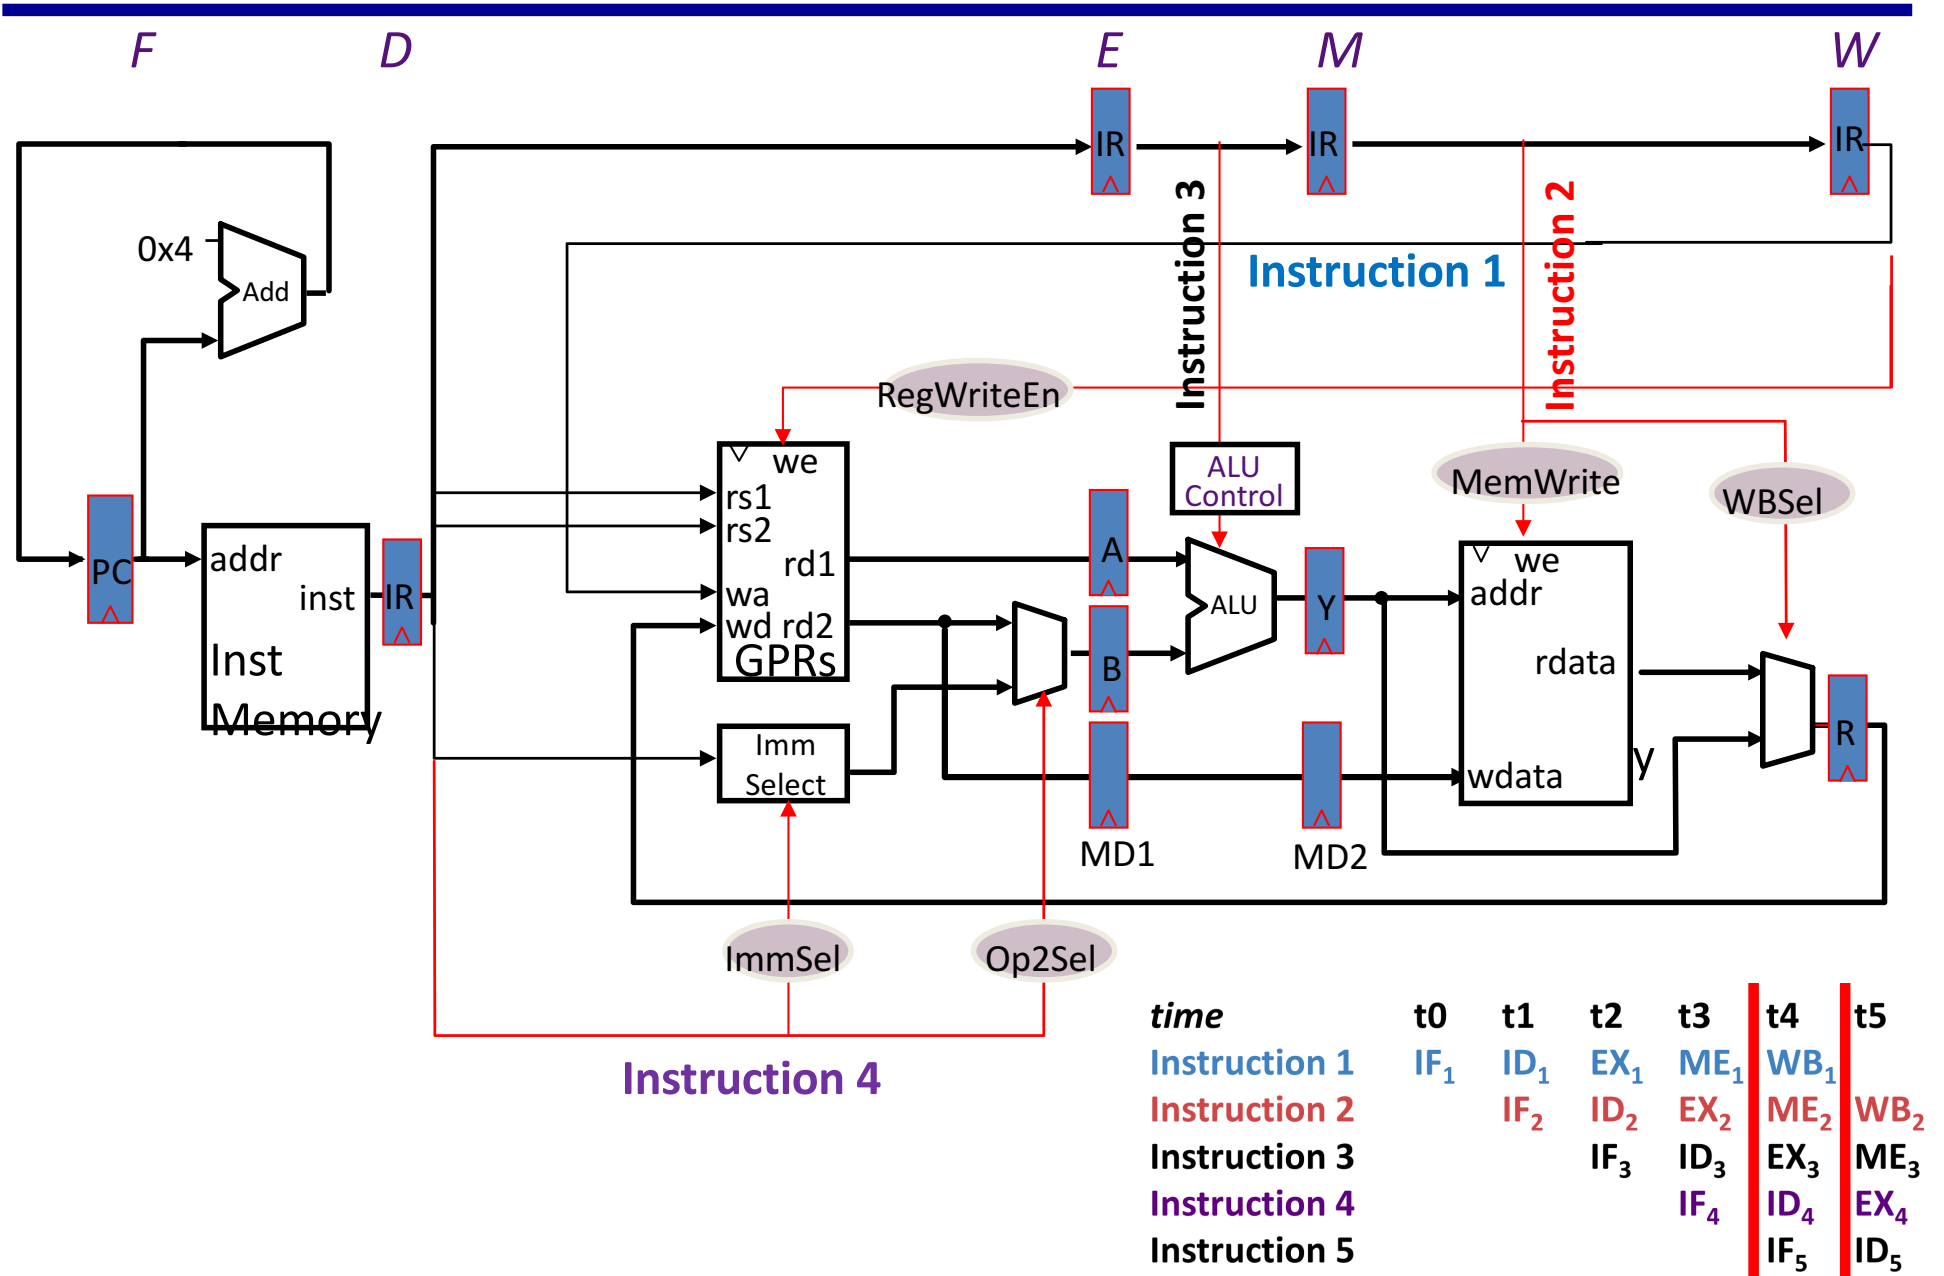 F D E M W
IR IR IR
0x4
Add
Instruction 3
Instruction 2
Instruction 1
RegWriteEn
we
rs1
rs2
rd1
wa
wd rd2
GPRs
ALU
Control
MemWrite
WBSel
PC
addr
inst
Inst
Memory
IR
A
B
ALU
Y
we
addr
rdata
wdata
y
R
Imm
Select
MD1
MD2
ImmSel
Op2Sel
Instruction 4
time t0 t1 t2 t3 t4 t5
Instruction 1 IF1 ID1 EX1 ME1 WB1
Instruction 2 IF2 ID2 EX2 ME2 WB2
Instruction 3 IF3 ID3 EX3 ME3
Instruction 4 IF4 ID4 EX4
Instruction 5 IF5 ID5